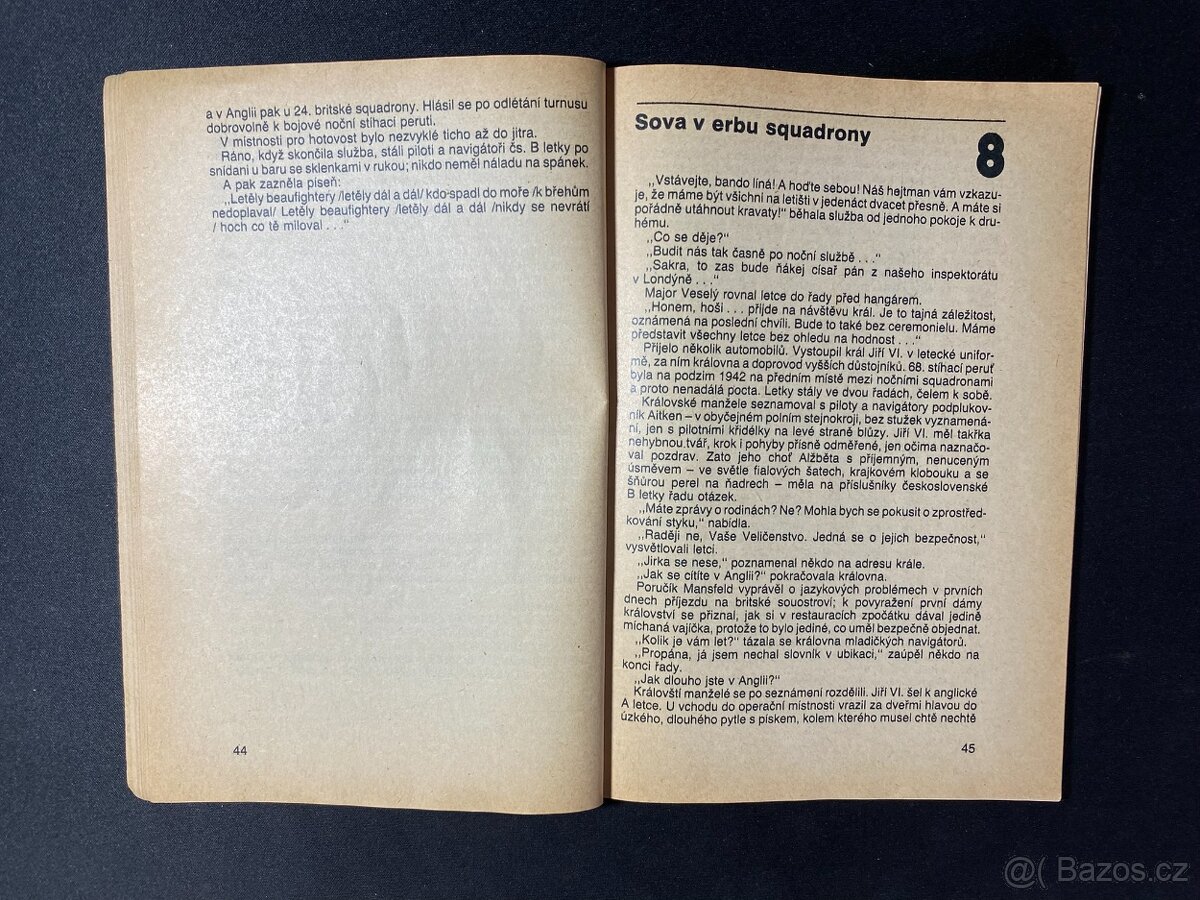 a v Anglii pak u 24. britské squadrony. Hlásil se po odlétání turnusu
dobrovolně k bojové noční stíhací peruti.
V místnosti pro hotovost bylo nezvyklé ticho až do jitra.
Ráno, když skončila služba, stáli piloti a navigátoři čs. B letky po
snídani u baru se sklenkami v rukou; nikdo neměl náladu na spánek.
A pak zazněla píseň:
„Letěly beaufightery /letěly dál a dál/ kdo spadl do moře /k břehům
nedoplaval/ Letěly beaufightery /letěly dál a dál /nikdy se nevrátí
/ hoch co tě miloval . . .“
44
Sova v erbu squadrony
8
„Vstávejte, bando líná! A hoďte sebou! Náš hejtman vám vzkazu-
je, že máme být všichni na letišti v jedenáct dvacet přesně. A máte si
pořádně utáhnout kravaty!“ běhala služba od jednoho pokoje k dru-
hému.
„Co se děje?“
„Budit nás tak časně po noční službě . . .“
„Sakra, to zas bude ňákej císař pán z našeho inspektorátu
v Londýně . . .“
Major Veselý rovnal letce do řady před hangárem.
„Honem, hoši . . . přijde na návštěvu král. Je to tajná záležitost,
oznámená na poslední chvíli. Bude to také bez ceremonielu. Máme
představit všechny letce bez ohledu na hodnost . . .“
Přijelo několik automobilů. Vystoupil král Jiří VI. v letecké unifor-
mě, za ním královna a doprovod vyšších důstojníků. 68. stíhací peruť
byla na podzim 1942 na předním místě mezi nočními squadronami
a proto nenadálá pocta. Letky stály ve dvou řadách, čelem k sobě.
Královské manžele seznamoval s piloty a navigátory podplukov-
ník Aitken – v obyčejném polním stejnokroji, bez stužek vyznamená-
ní, jen s pilotními křidélky na levé straně blůzy. Jiří VI. měl takřka
nehybnou tvář, krok i pohyby přísně odměřené, jen očima naznačo-
val pozdrav. Zato jeho choť Alžběta s příjemným, nenuceným
úsměvem – ve světle fialových šatech, krajkovém klobouku a se
šňůrou perel na ňadrech – měla na příslušníky československé
B letky řadu otázek.
„Máte zprávy o rodinách? Ne? Mohla bych se pokusit o zprostřed-
kování styku,“ nabídla.
„Raději ne, Vaše Veličenstvo. Jedná se o jejich bezpečnost,“
vysvětlovali letci.
„Jirka se nese,“ poznamenal někdo na adresu krále.
„Jak se cítíte v Anglii?“ pokračovala královna.
Poručík Mansfeld vyprávěl o jazykových problémech v prvních
dnech příjezdu na britské souostroví; k povyražení první dámy
království se přiznal, jak si v restauracích zpočátku dával jedině
míchaná vajíčka, protože to bylo jediné, co uměl bezpečně objednat.
„Kolik je vám let?“ tázala se královna mladičkých navigátorů.
„Propána, já jsem nechal slovník v ubikaci,“ zaúpěl někdo na
konci řady.
„Jak dlouho jste v Anglii?“
Královští manželé se po seznámení rozdělili. Jiří VI. šel k anglické
A letce. U vchodu do operační místnosti vrazil za dveřmi hlavou do
úzkého, dlouhého pytle s pískem, kolem kterého musel chtě nechtě
45
@( Bazos.cz